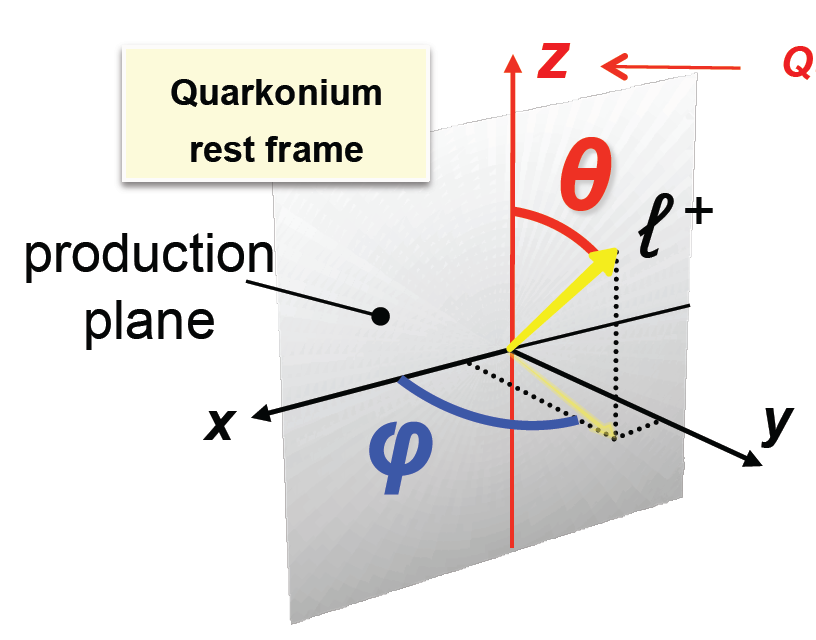 Quarkonium
rest frame
z
Q
θ
ℓ+
production
plane
x
φ
y